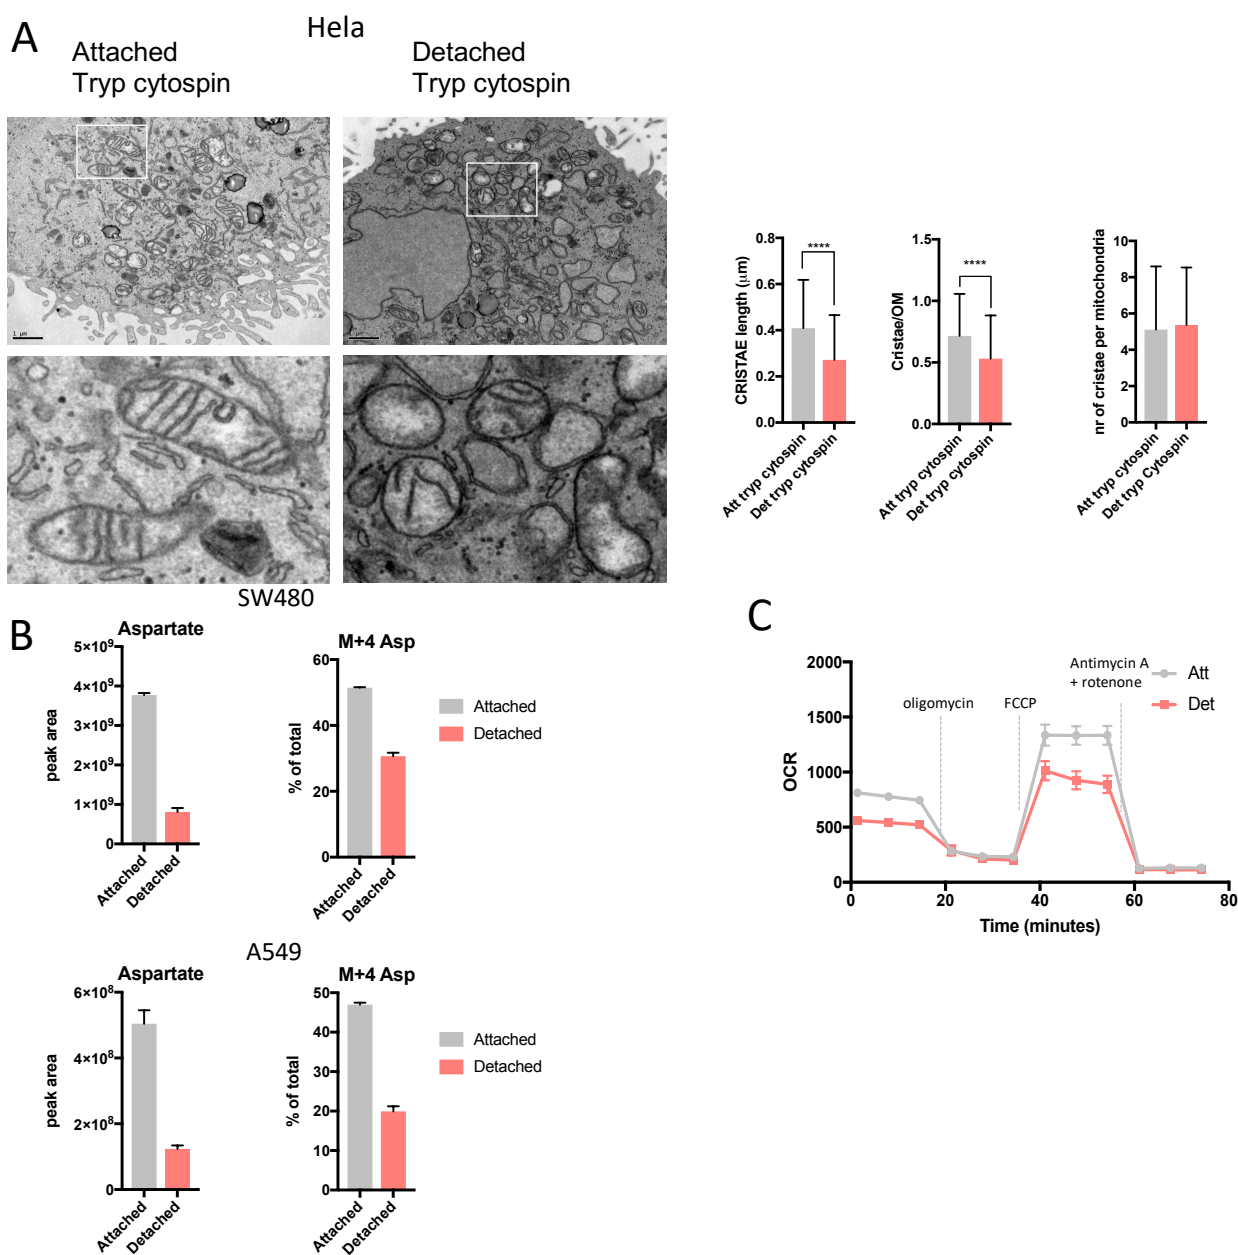 A
Hela
Attached
Tryp cytospin
Detached
Tryp cytospin
1 µm
CRISTAE length (µm)
0.8
0.6
0.4
0.2
0.0
****
Att tryp cytospin
Det tryp cytospin
Cristae/OM
1.5
1.0
0.5
0.0
****
Att tryp cytospin
Det tryp cytospin
nr of cristae per mitochondria
10
8
6
4
2
0
Att tryp cytospin
Det tryp Cytospin
B
SW480
Aspartate
peak area
5×10⁹
4×10⁹
3×10⁹
2×10⁹
1×10⁹
0
Attached
Detached
M+4 Asp
% of total
60
40
20
0
Attached
Detached
Attached
Detached
A549
Aspartate
peak area
6×10⁸
4×10⁸
2×10⁸
0
Attached
Detached
M+4 Asp
% of total
50
40
30
20
10
0
Attached
Detached
Attached
Detached
C
OCR
2000
1500
1000
500
0
oligomycin
FCCP
Antimycin A
+ rotenone
Att
Det
0
20
40
60
80
Time (minutes)